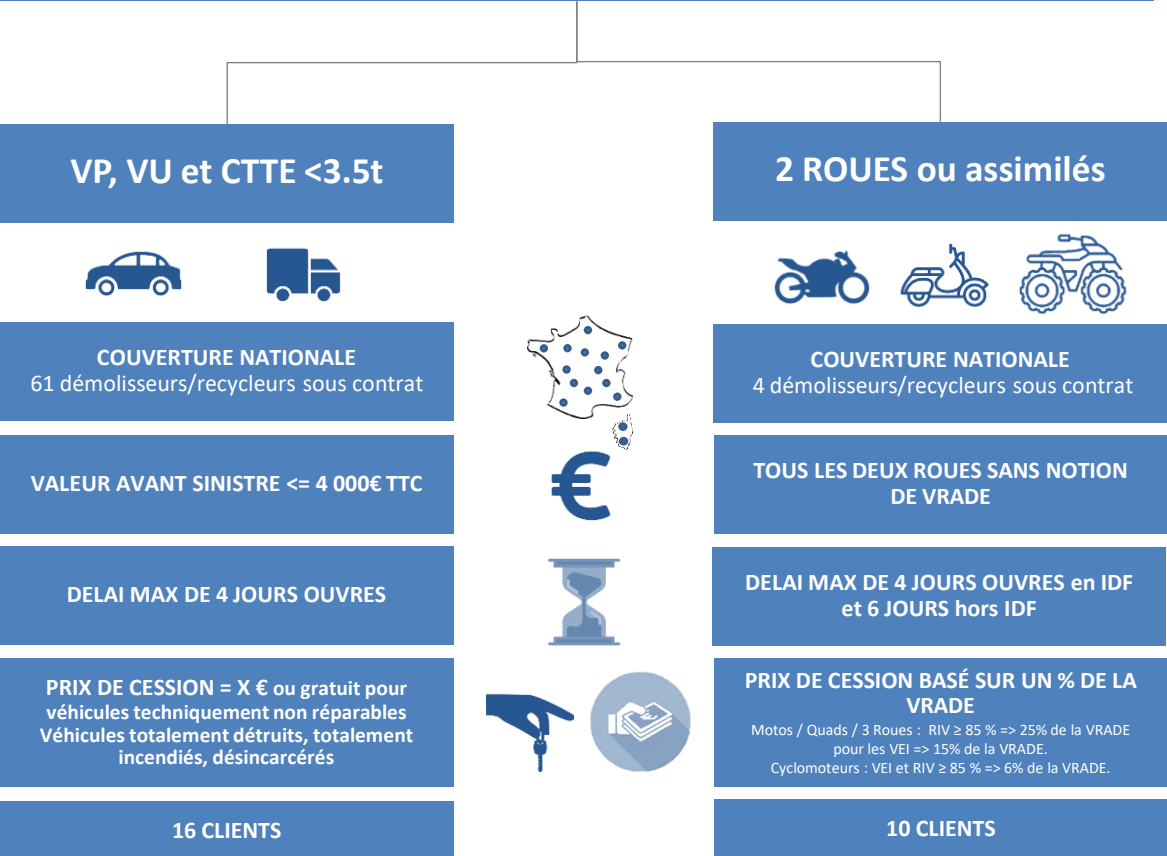 VP, VU et CTTE <3.5t
COUVERTURE NATIONALE
61 démolisseurs/recycleurs sous contrat
VALEUR AVANT SINISTRE <= 4 000€ TTC
DELAI MAX DE 4 JOURS OUVRES
PRIX DE CESSION = X € ou gratuit pour
véhicules techniquement non réparables
Véhicules totalement détruits, totalement
incendiés, désincarcérés
16 CLIENTS
€
2 ROUES ou assimilés
COUVERTURE NATIONALE
4 démolisseurs/recycleurs sous contrat
TOUS LES DEUX ROUES SANS NOTION
DE VRADE
DELAI MAX DE 4 JOURS OUVRES en IDF
et 6 JOURS hors IDF
PRIX DE CESSION BASÉ SUR UN % DE LA
VRADE
Motos / Quads / 3 Roues : RIV ≥ 85 % => 25% de la VRADE
pour les VEI => 15% de la VRADE.
Cyclomoteurs : VEI et RIV ≥ 85 % => 6% de la VRADE.
10 CLIENTS